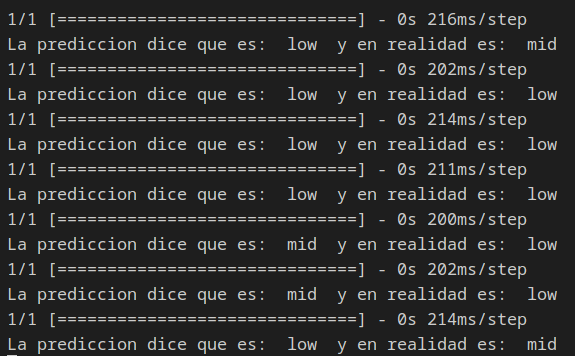 1/1 [==============================] - 0s 216ms/step
La prediccion dice que es:  low  y en realidad es:  mid
1/1 [==============================] - 0s 202ms/step
La prediccion dice que es:  low  y en realidad es:  low
1/1 [==============================] - 0s 214ms/step
La prediccion dice que es:  low  y en realidad es:  low
1/1 [==============================] - 0s 211ms/step
La prediccion dice que es:  low  y en realidad es:  low
1/1 [==============================] - 0s 200ms/step
La prediccion dice que es:  mid  y en realidad es:  low
1/1 [==============================] - 0s 202ms/step
La prediccion dice que es:  mid  y en realidad es:  low
1/1 [==============================] - 0s 214ms/step
La prediccion dice que es:  low  y en realidad es:  mid